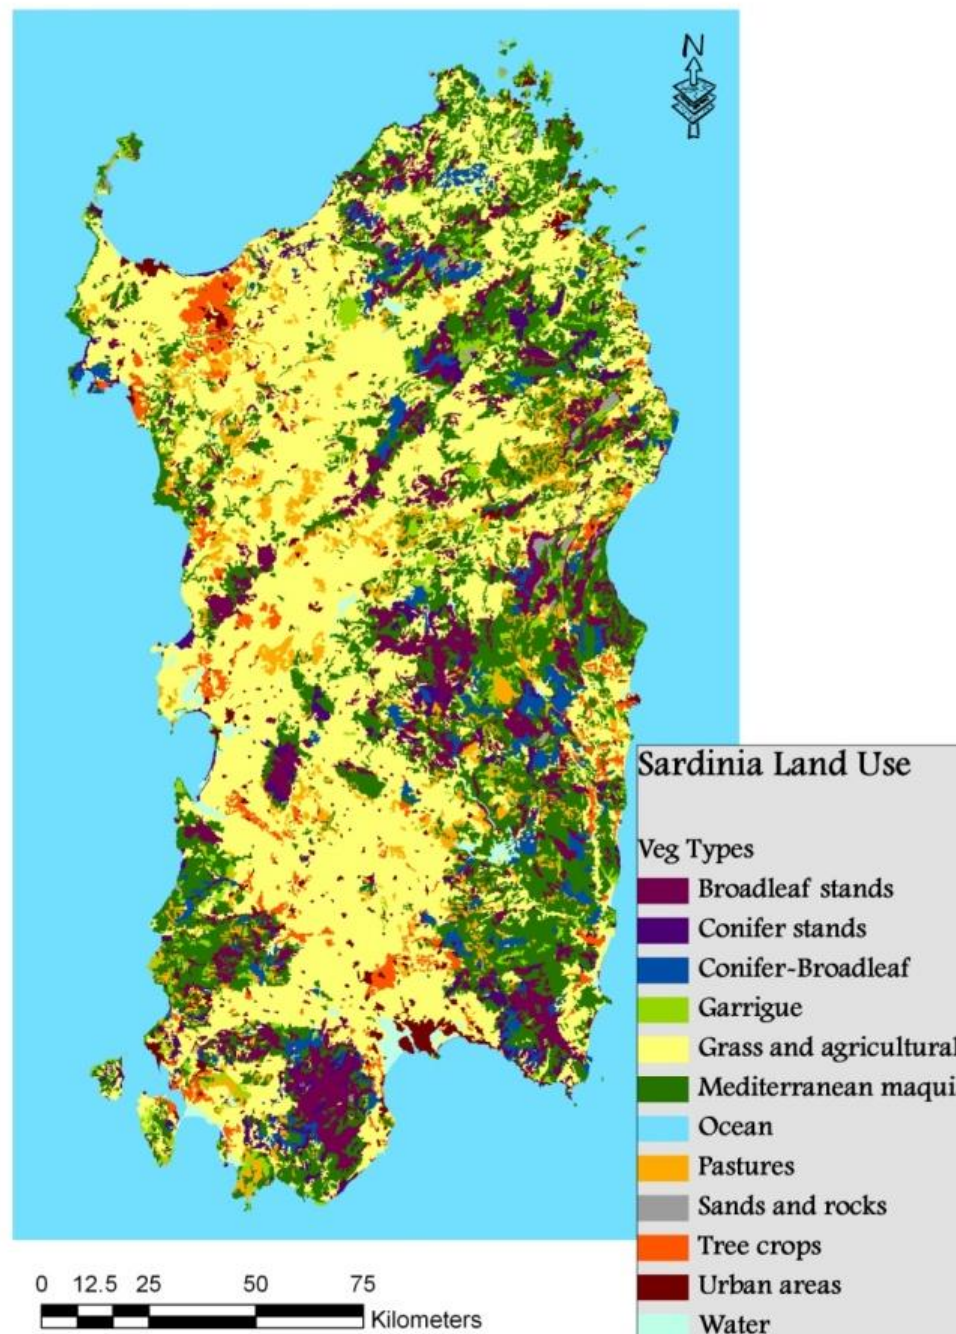 N
Sardinia Land Use
Veg Types
Broadleaf stands
Conifer stands
Conifer-Broadleaf
Garrigue
Grass and agricultural
Mediterranean maqui
Ocean
Pastures
Sands and rocks
Tree crops
Urban areas
Water
0 12.5 25 50 75
Kilometers